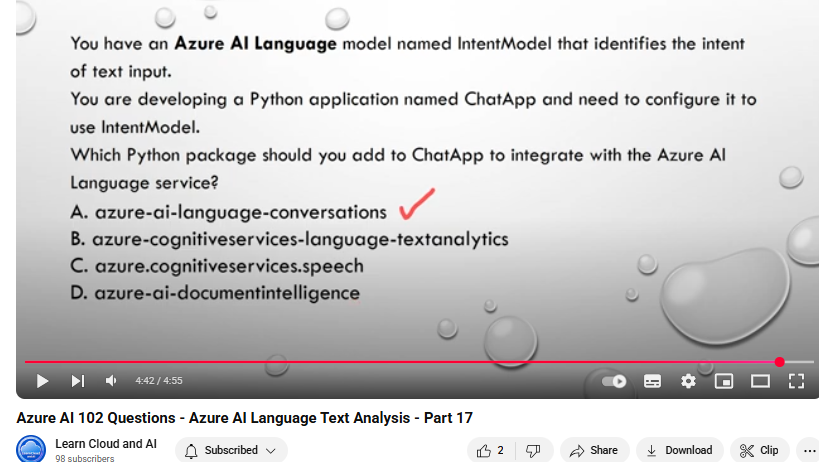 You have an Azure AI Language model named IntentModel that identifies the intent
of text input.
You are developing a Python application named ChatApp and need to configure it to
use IntentModel.
Which Python package should you add to ChatApp to integrate with the Azure AI
Language service?
A. azure-ai-language-conversations
B. azure-cognitiveservices-language-textanalytics
C. azure.cognitiveservices.speech
D. azure-ai-documentintelligence
4:42 / 4:55
Azure AI 102 Questions - Azure AI Language Text Analysis - Part 17
Learn Cloud and AI
98 subscribers
Subscribed
2
Share
Download
Clip